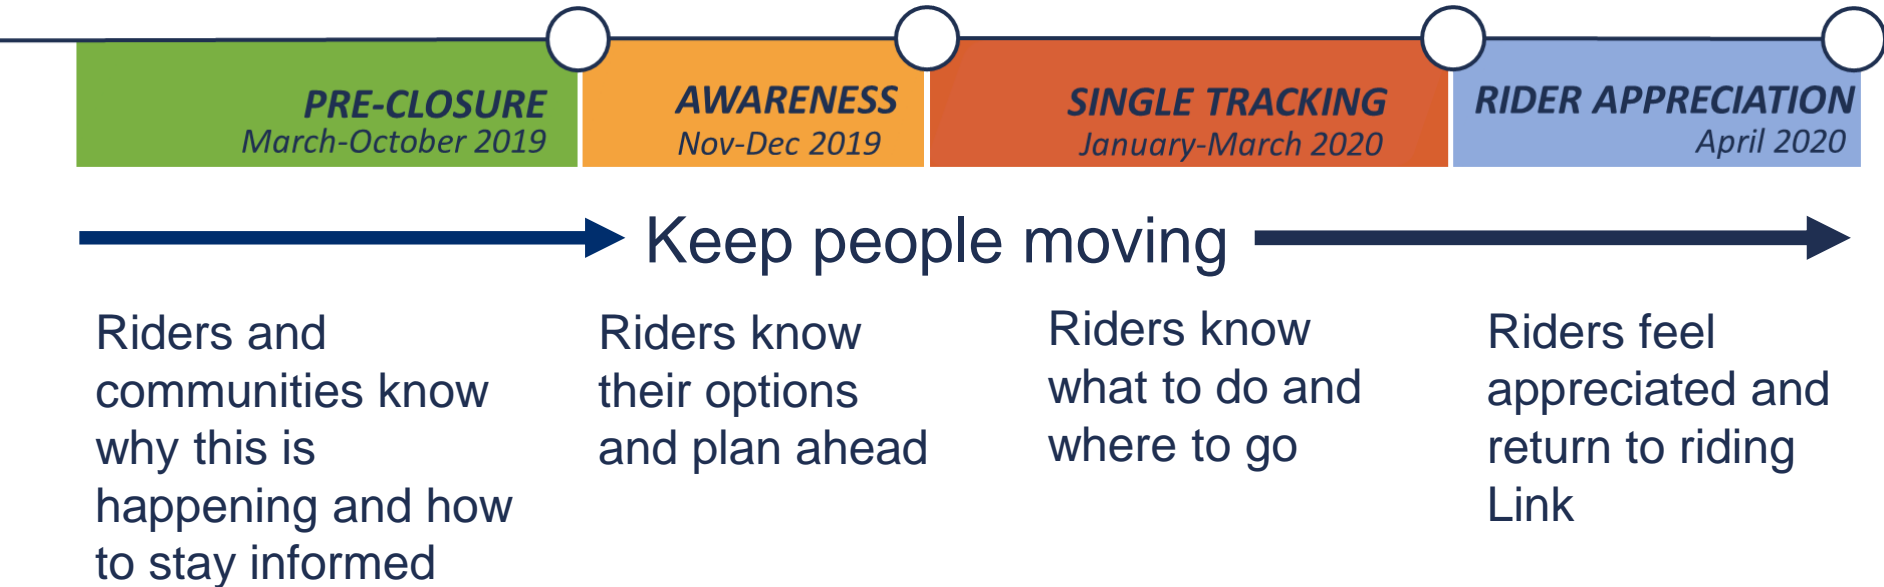 PRE-CLOSURE
March-October 2019
AWARENESS
Nov-Dec 2019
SINGLE TRACKING
January-March 2020
RIDER APPRECIATION
April 2020
Keep people moving
Riders and
communities know
why this is
happening and how
to stay informed
Riders know
their options
and plan ahead
Riders know
what to do and
where to go
Riders feel
appreciated and
return to riding
Link